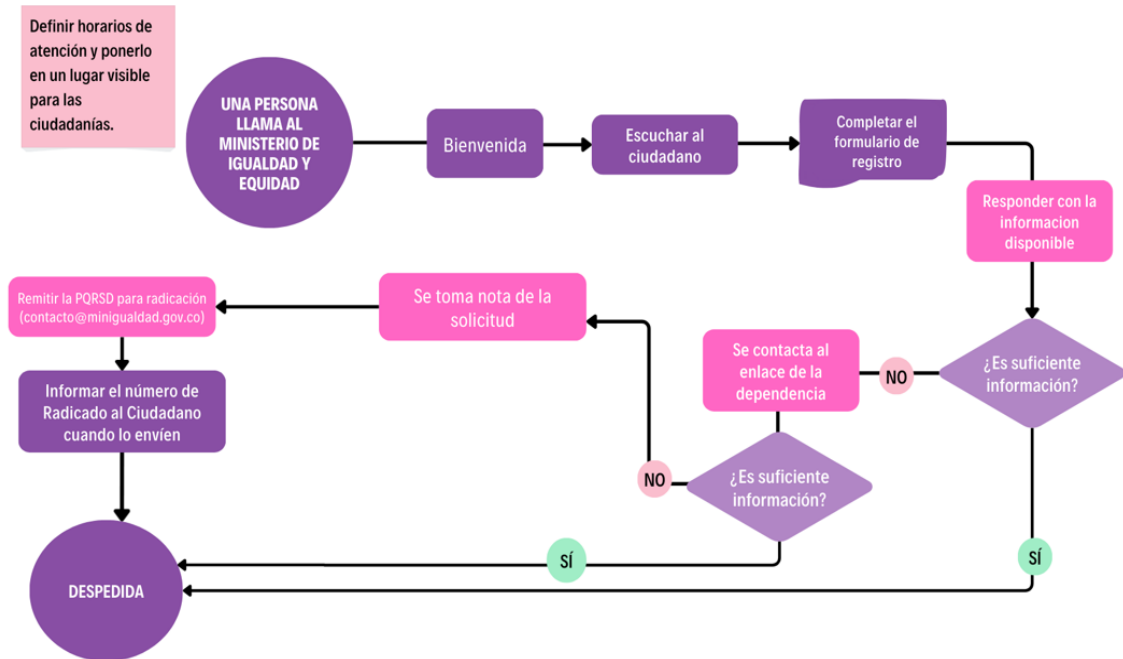 Definir horarios de
atención y ponerlo
en un lugar visible
para las
ciudadanías.
UNA PERSONA
LLAMA AL
MINISTERIO DE
IGUALDAD Y
EQUIDAD
Bienvenida
Escuchar al
ciudadano
Completar el
formulario de
registro
Responder con la
informacion
disponible
¿Es suficiente
información?
NO
Se contacta al
enlace de la
dependencia
¿Es suficiente
información?
NO
Se toma nota de la
solicitud
Remitir la PQRSD para radicación
(contacto@minigualdad.gov.co)
Informar el número de
Radicado al Ciudadano
cuando lo envíen
SÍ
SÍ
DESPEDIDA